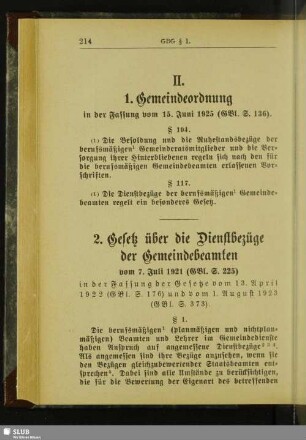 214 GBG § 1.
II.
1. Gemeindeordnung
in der Fassung vom 15. Juni 1925 (GBl. S. 136).
§ 104.
(1) Die Besoldung und die Ruhestandsbezüge der
berufsmäßigen¹ Gemeinderatsmitglieder und die Ver-
sorgung ihrer Hinterbliebenen regeln sich nach den für
die berufsmäßigen Gemeindebeamten erlassenen Vor-
schriften.
§ 117.
(1) Die Dienstbezüge der berufsmäßigen¹ Gemeinde-
beamten regelt ein besonderes Gesetz.
2. Gesetz über die Dienstbezüge
der Gemeindebeamten
vom 7. Juli 1921 (GBl. S. 225)
in der Fassung der Gesetze vom 13. April
1922 (GBl. S. 176) und vom 1. August 1923
(GBl. S. 373)
§ 1.
Die berufsmäßigen¹ (planmäßigen und nichtplan-
mäßigen) Beamten und Lehrer im Gemeindedienste
haben Anspruch auf angemessene Dienstbezüge² ³ ⁴.
Als angemessen sind ihre Bezüge anzusehen, wenn sie
den Bezügen gleichzubewertender Staatsbeamten ent-
sprechen⁴. Dabei sind alle Umstände zu berücksichtigen,
die für die Bewertung der Eigenart des betreffenden
SLUB
Wir führen Wissen.